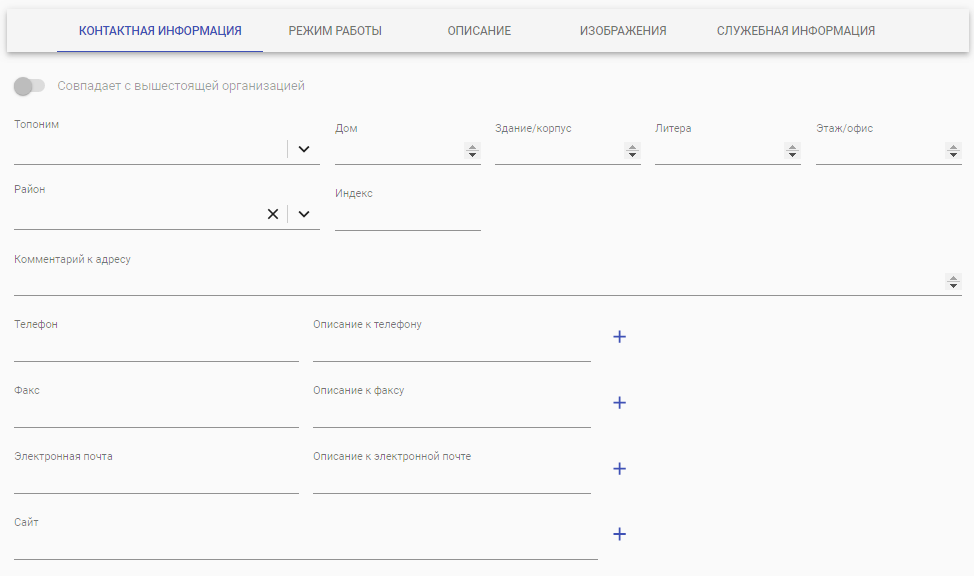 КОНТАКТНАЯ ИНФОРМАЦИЯ РЕЖИМ РАБОТЫ ОПИСАНИЕ ИЗОБРАЖЕНИЯ СЛУЖЕБНАЯ ИНФОРМАЦИЯ
Совпадает с вышестоящей организацией
Топоним Дом Здание/корпус Литера Этаж/офис
Район Индекс
Комментарий к адресу
Телефон Описание к телефону
Факс Описание к факсу
Электронная почта Описание к электронной почте
Сайт